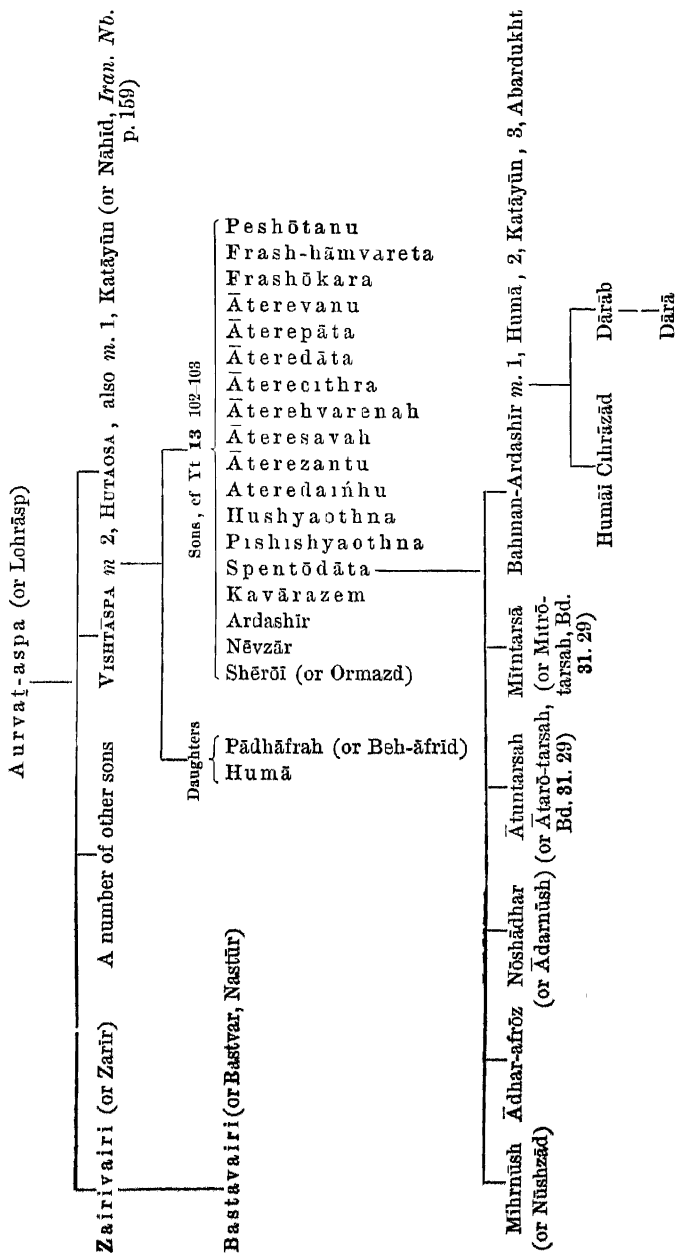 Aurvaṯ-aspa (or Lohrāsp)
Zairivairi (or Zarīr)
A number of other sons
VISHTĀSPA m 2, HUTAOSA, also m. 1, Katāyūn (or Nāhīd, Iran. Nb.
p. 159)
Bastavairi (or Bastvar, Nastūr)
Daughters
Pādhāfrah (or Beh-āfrīd)
Humā
Sons, cf Yt 13 102-103
Peshōtanu
Frash-hāmvareta
Frashōkara
Āterevanu
Āterepāta
Āteredāta
Āterecithra
Āterehvarenah
Āteresavah
Āterezantu
Ateredaińhu
Hushyaothna
Pishishyaothna
Spentōdāta
Kavārazem
Ardashīr
Nēvzār
Shērōī (or Ormazd)
Mihrnūsh
(or Nūshzād)
Ādhar-afrōz
Nōshādhar
(or Ādarnūsh)
Ātuntarsah
(or Ātarō-tarsah,
Bd. 31. 29)
Mitntarsā
(or Mitrō-
tarsah, Bd.
31. 29)
Bahman-Ardashīr m. 1, Humā, 2, Katāyūn, 3, Abardukht
Humāi Cihrāzād
Dārāb
Dārā